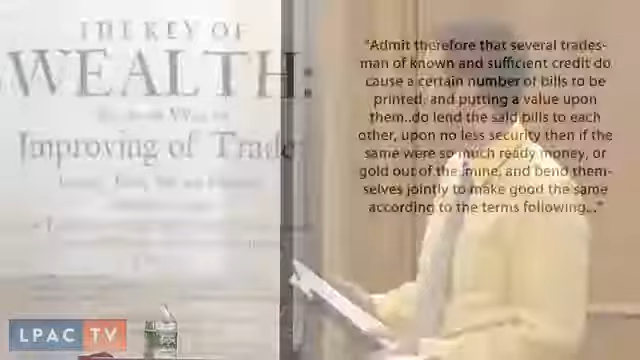 THE KEY OF
WEALTH:
Improving of Trade
"Admit therefore that several trades-
man of known and sufficient credit do
cause a certain number of bills to be
printed, and putting a value upon
them..do lend the said bills to each
other, upon no less security then if the
same were so much ready money, or
gold out of the mine, and bend them-
selves jointly to make good the same
according to the terms following..."
LPAC TV